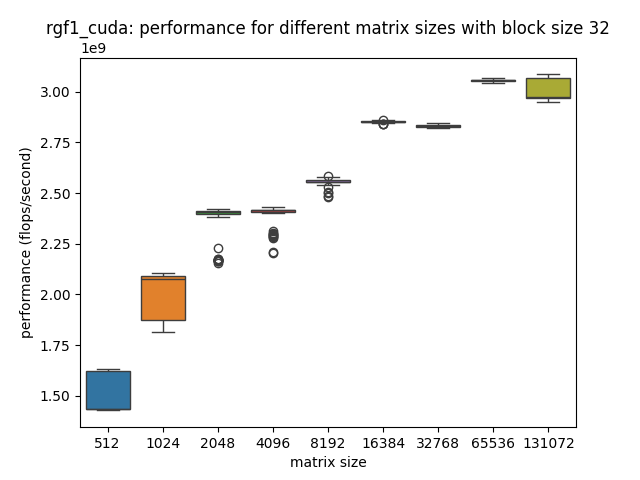 rgf1_cuda: performance for different matrix sizes with block size 32
1e9
3.00
2.75
2.50
2.25
2.00
1.75
1.50
performance (flops/second)
512 1024 2048 4096 8192 16384 32768 65536 131072
matrix size